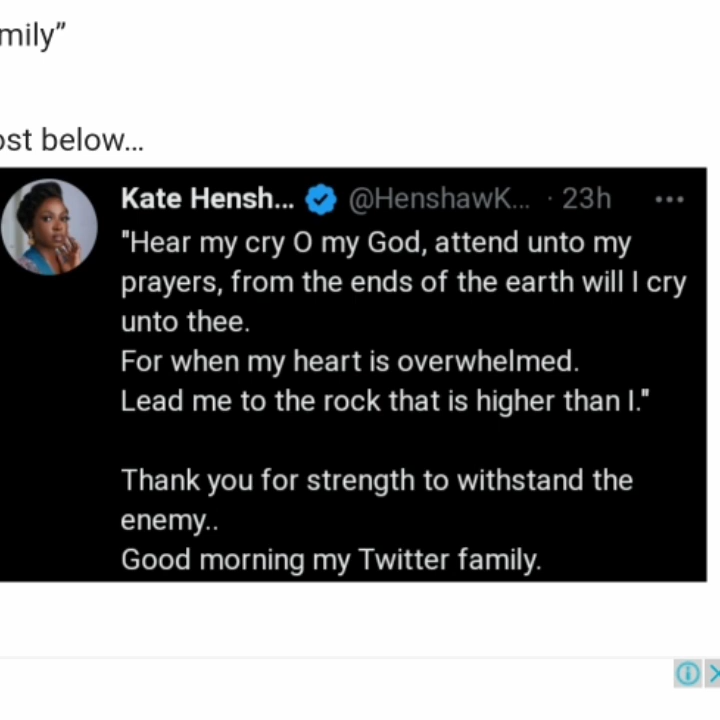 mily”
ost below...
Kate Hensh... @HenshawK... · 23h
"Hear my cry O my God, attend unto my
prayers, from the ends of the earth will I cry
unto thee.
For when my heart is overwhelmed.
Lead me to the rock that is higher than I."
Thank you for strength to withstand the
enemy..
Good morning my Twitter family.